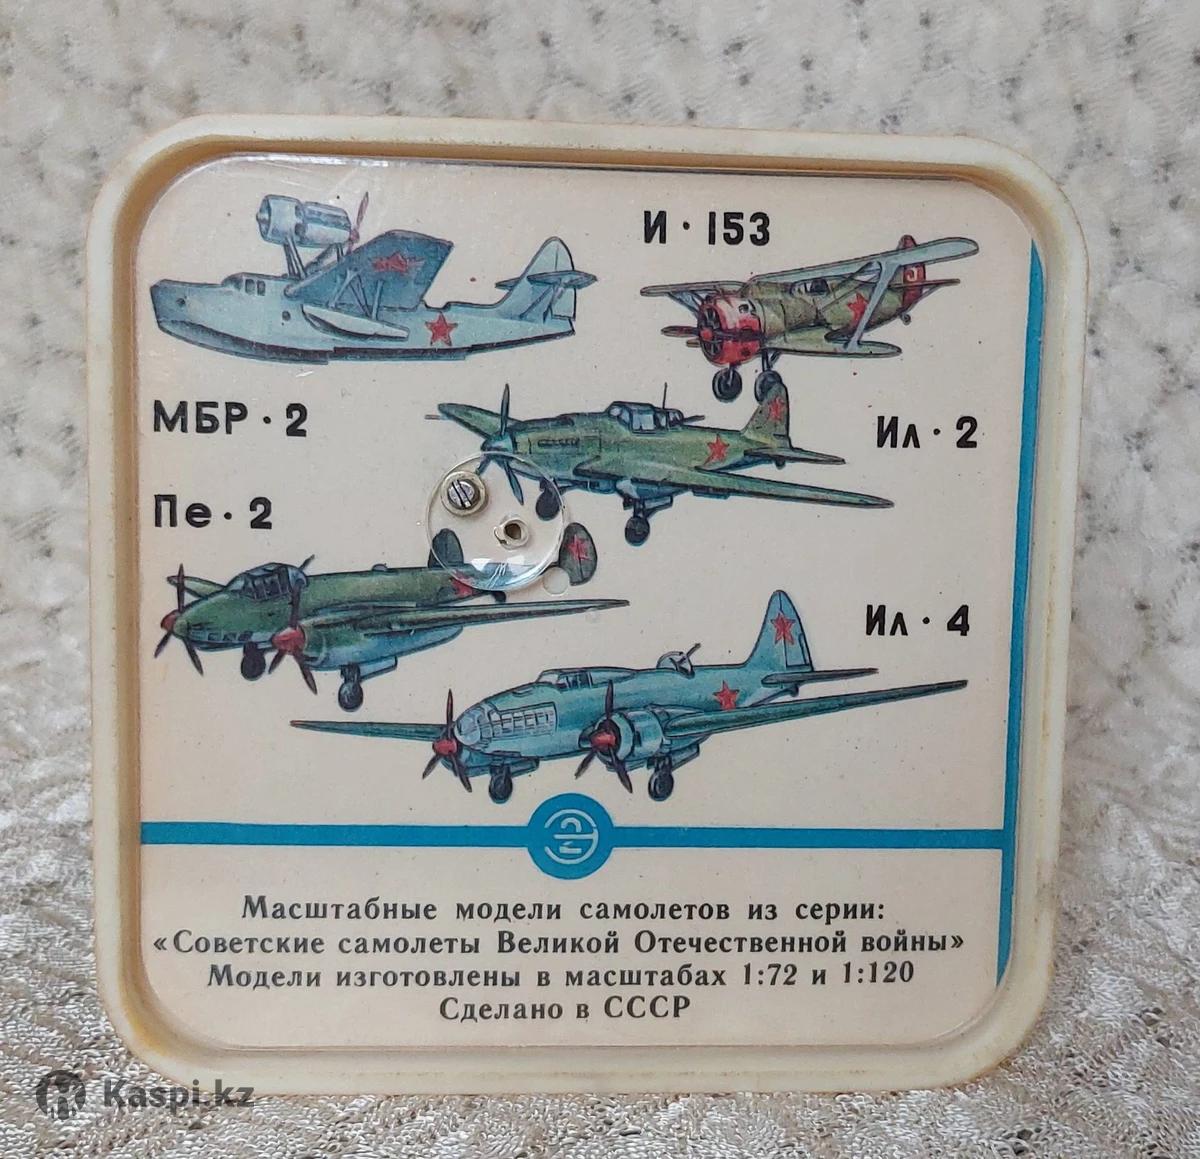 И · 153
МБР · 2
Ил · 2
Пе · 2
Ил · 4
Масштабные модели самолетов из серии:
«Советские самолеты Великой Отечественной войны»
Модели изготовлены в масштабах 1:72 и 1:120
Сделано в СССР
Kaspi.kz